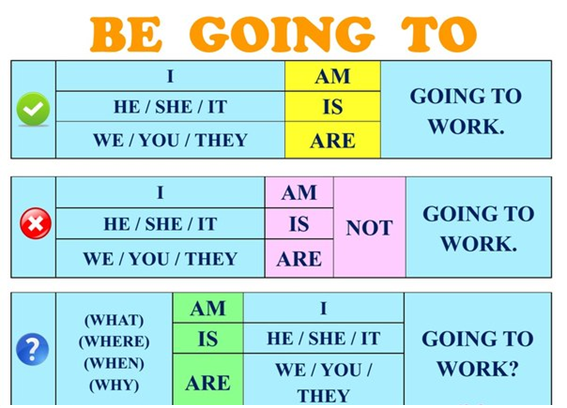 BE GOING TO
I AM
HE / SHE / IT IS
WE / YOU / THEY ARE
GOING TO
WORK.
I AM
HE / SHE / IT IS
WE / YOU / THEY ARE
NOT
GOING TO
WORK.
(WHAT)
(WHERE)
(WHEN)
(WHY)
AM I
IS HE / SHE / IT
ARE WE / YOU /
THEY
GOING TO
WORK?
?